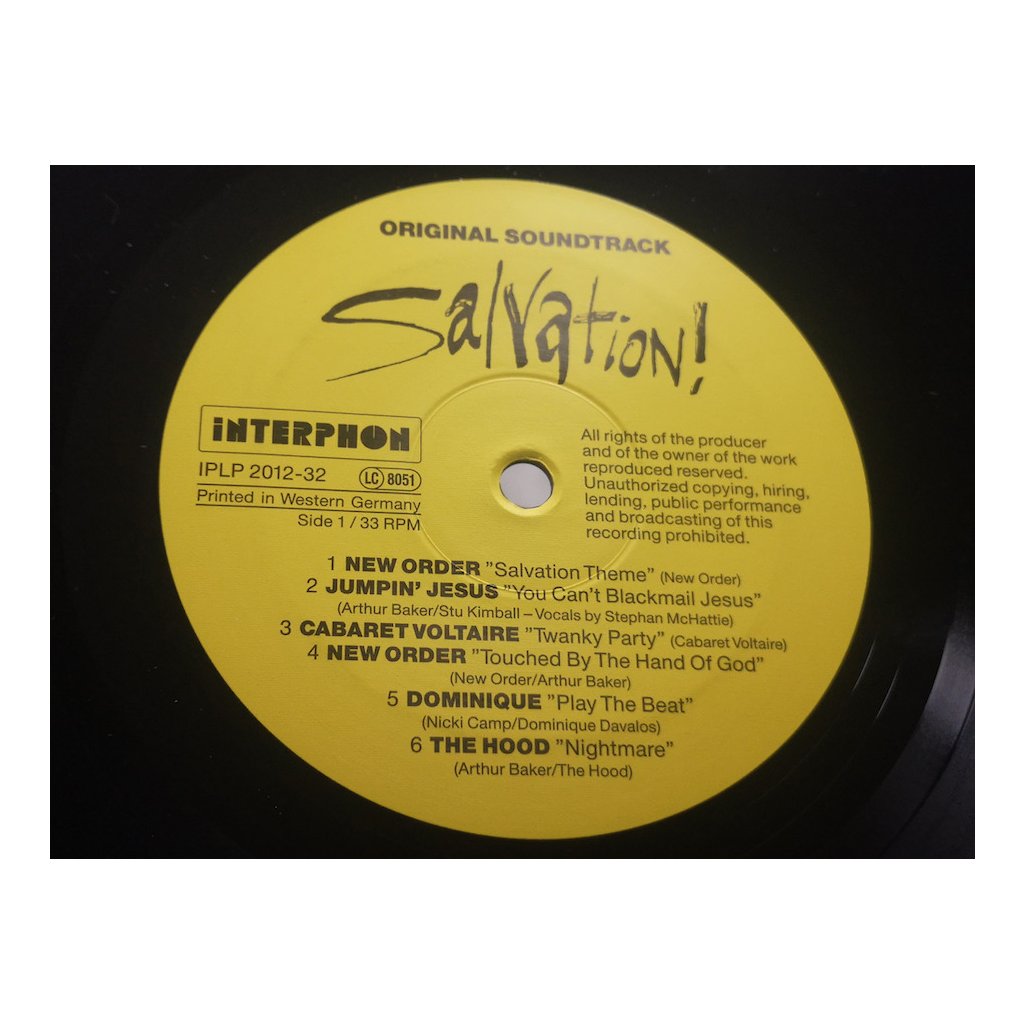 ORIGINAL SOUNDTRACK
Salvation!
iNTERPHON
IPLP 2012-32 LC 8051
Printed in Western Germany
Side 1 / 33 RPM
All rights of the producer
and of the owner of the work
reproduced reserved.
Unauthorized copying, hiring,
lending, public performance
and broadcasting of this
recording prohibited.
1 NEW ORDER ”Salvation Theme” (New Order)
2 JUMPIN’ JESUS ”You Can’t Blackmail Jesus”
(Arthur Baker/Stu Kimball – Vocals by Stephan McHattie)
3 CABARET VOLTAIRE ”Twanky Party” (Cabaret Voltaire)
4 NEW ORDER ”Touched By The Hand Of God”
(New Order/Arthur Baker)
5 DOMINIQUE ”Play The Beat”
(Nicki Camp/Dominique Davalos)
6 THE HOOD ”Nightmare”
(Arthur Baker/The Hood)